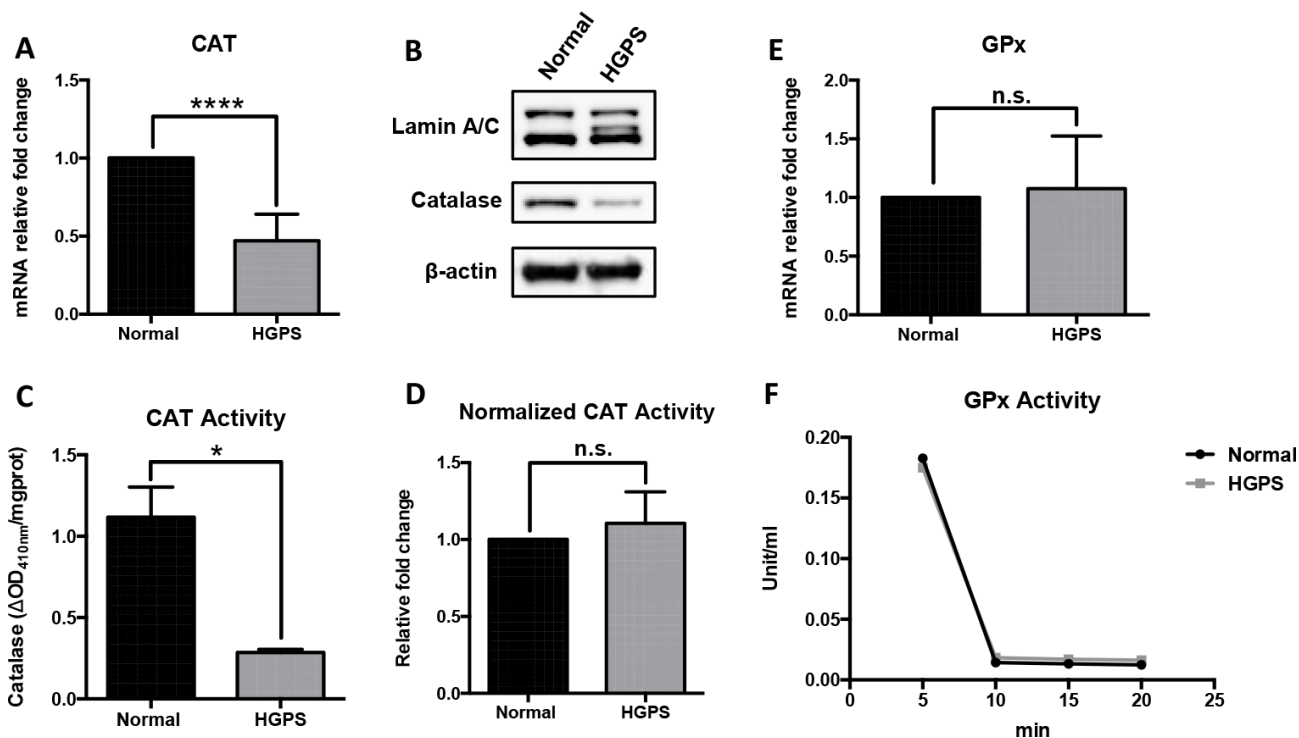 A
CAT
mRNA relative fold change
1.5
1.0
0.5
0.0
****
Normal
HGPS
B
Normal
HGPS
Lamin A/C
Catalase
β-actin
E
GPx
mRNA relative fold change
2.0
1.5
1.0
0.5
0.0
n.s.
Normal
HGPS
C
CAT Activity
Catalase (ΔOD410nm/mgprot)
1.5
1.0
0.5
0.0
*
Normal
HGPS
D
Normalized CAT Activity
Relative fold change
1.5
1.0
0.5
0.0
n.s.
Normal
HGPS
F
GPx Activity
Unit/ml
0.20
0.15
0.10
0.05
0.00
0 5 10 15 20 25
min
Normal
HGPS